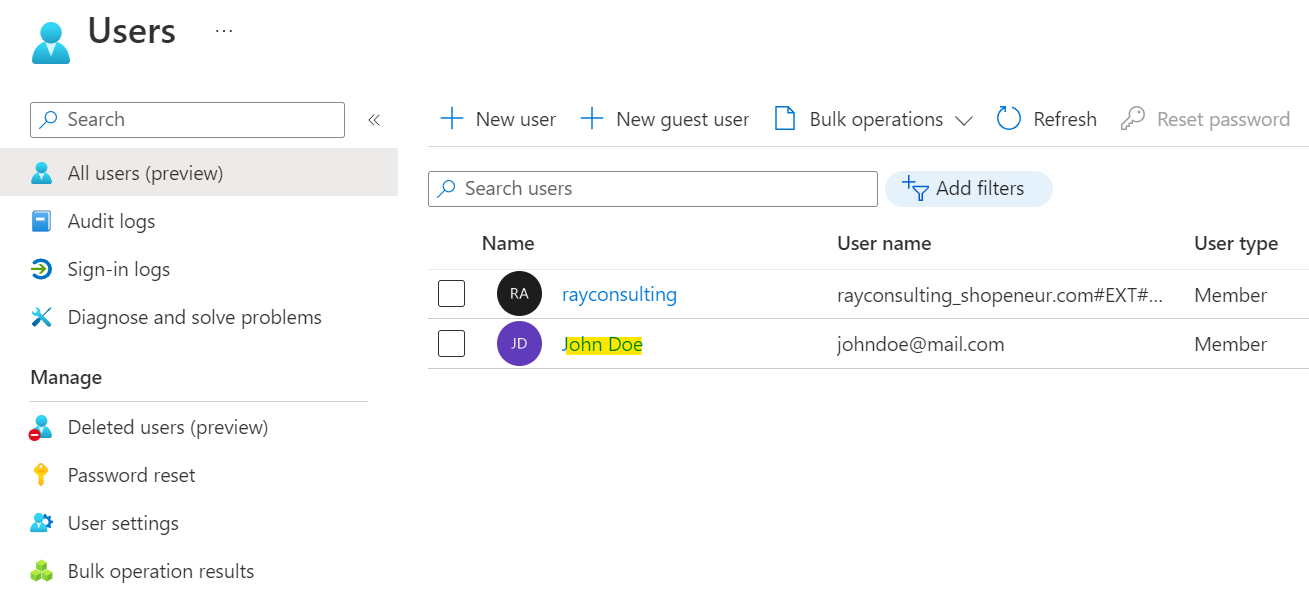 Users ...
Search «
All users (preview)
Audit logs
Sign-in logs
Diagnose and solve problems
Manage
Deleted users (preview)
Password reset
User settings
Bulk operation results
New user New guest user Bulk operations Refresh Reset password
Search users Add filters
Name User name User type
RA rayconsulting rayconsulting_shopeneur.com#EXT#... Member
JD John Doe johndoe@mail.com Member